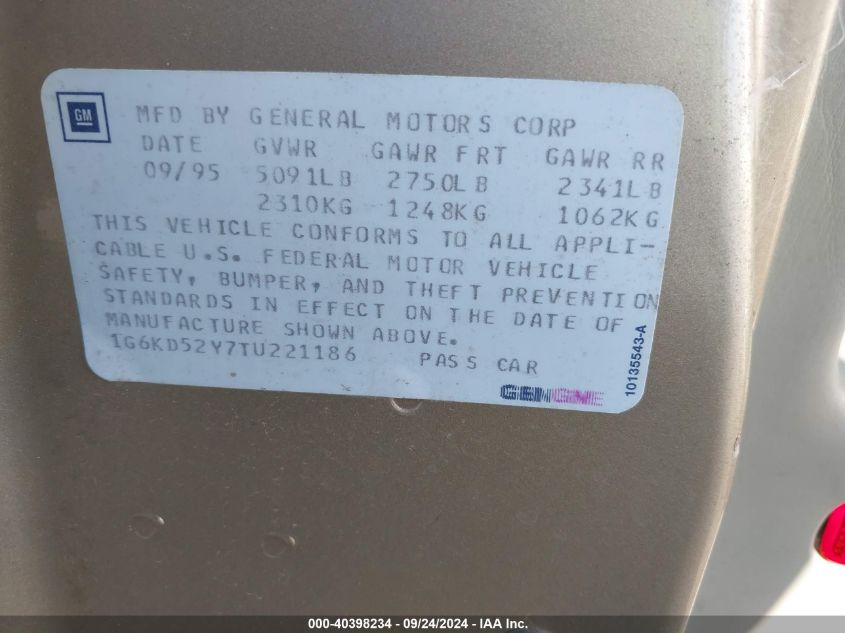 GM
MFD BY GENERAL MOTORS CORP
DATE GVWR GAWR FRT GAWR RR
09/95 5091LB 2750LB 2341LB
2310KG 1248KG 1062KG
THIS VEHICLE CONFORMS TO ALL APPLI-
CABLE U.S. FEDERAL MOTOR VEHICLE
SAFETY, BUMPER, AND THEFT PREVENTION
STANDARDS IN EFFECT ON THE DATE OF
MANUFACTURE SHOWN ABOVE.
1G6KD52Y7TU221186 PASS CAR
10135543-A
000-40398234 - 09/24/2024 - IAA Inc.